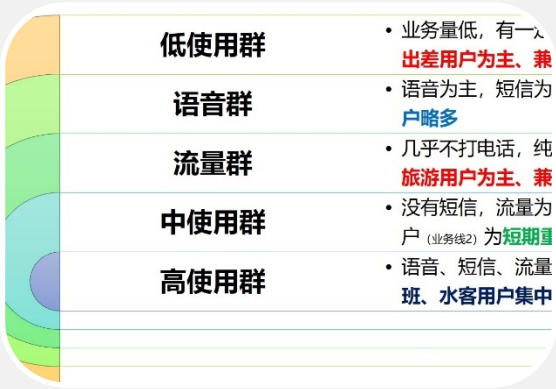 低使用群
• 业务量低，有一
出差用户为主、兼
语音群
• 语音为主，短信为
户略多
流量群
• 几乎不打电话，纯
旅游用户为主、兼
中使用群
• 没有短信，流量为
户（业务线2）为短期重
高使用群
• 语音、短信、流量
班、水客用户集中